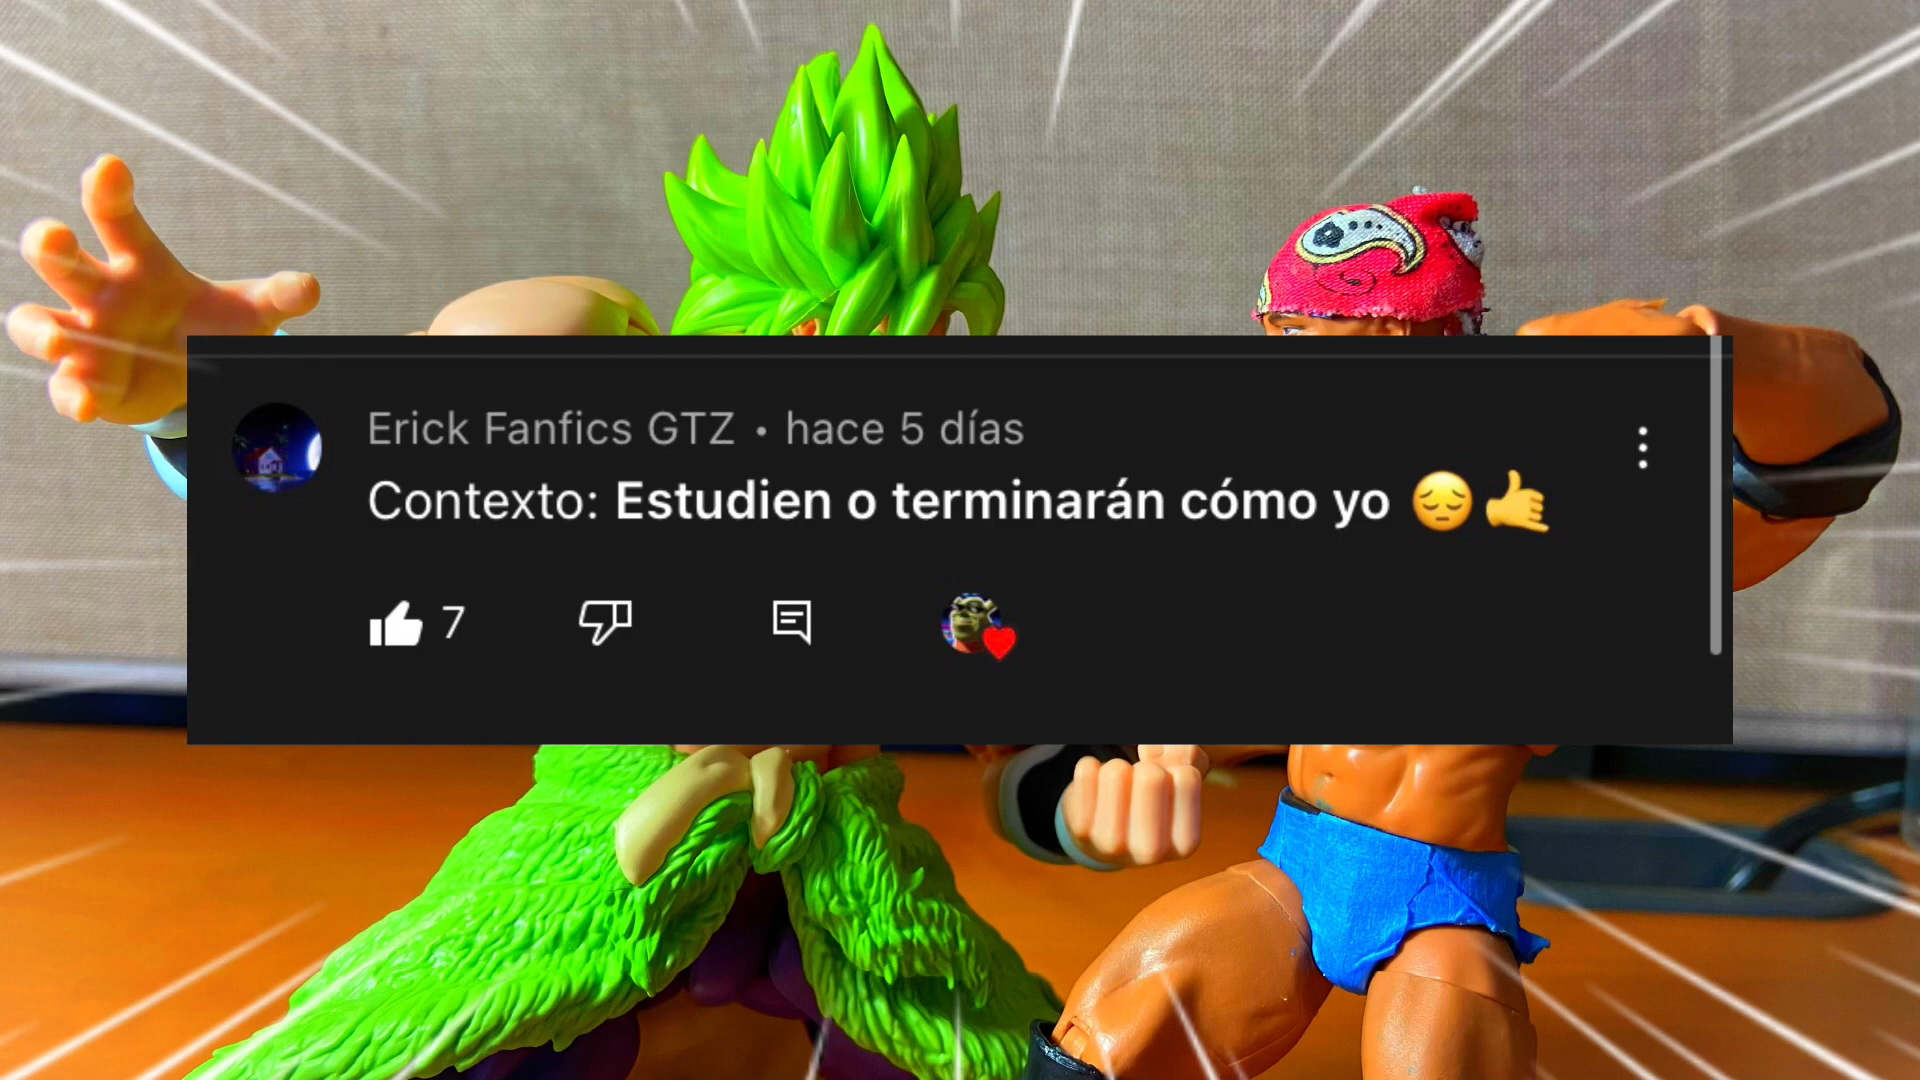 Erick Fanfics GTZ • hace 5 días
Contexto: Estudien o terminarán cómo yo 😔🤙
7